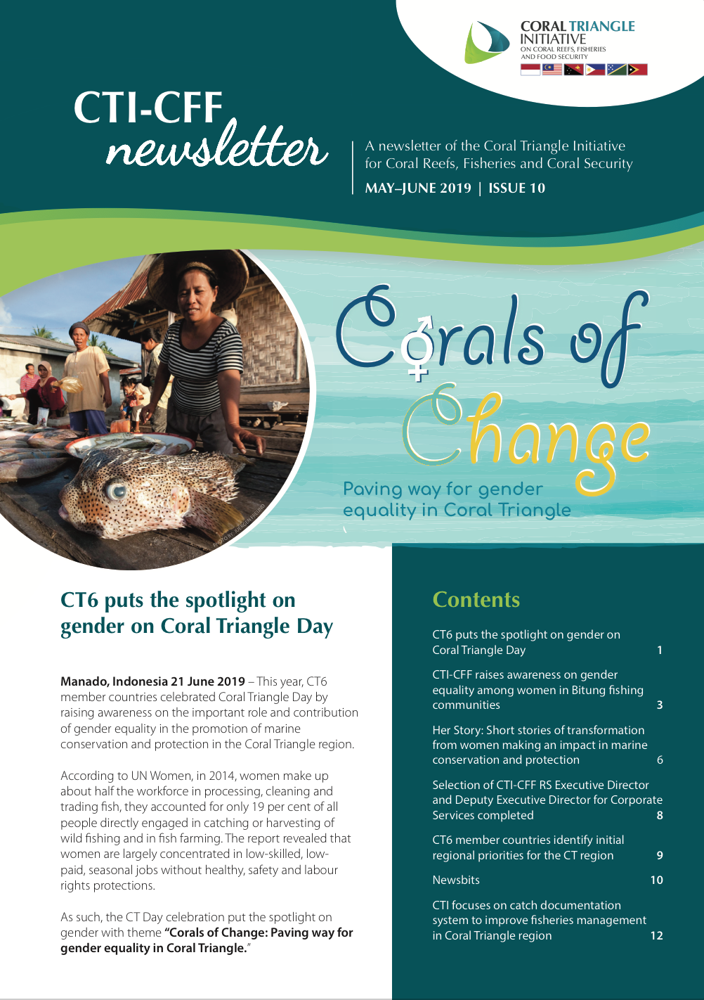 CORAL TRIANGLE
INITIATIVE
ON CORAL REEFS, FISHERIES
AND FOOD SECURITY
CTI-CFF
newsletter
A newsletter of the Coral Triangle Initiative
for Coral Reefs, Fisheries and Coral Security
MAY–JUNE 2019 | ISSUE 10
Corals of
Change
Paving way for gender
equality in Coral Triangle
PHOTO BY: JUERGEN FREUND
CT6 puts the spotlight on
gender on Coral Triangle Day
Manado, Indonesia 21 June 2019 – This year, CT6
member countries celebrated Coral Triangle Day by
raising awareness on the important role and contribution
of gender equality in the promotion of marine
conservation and protection in the Coral Triangle region.
According to UN Women, in 2014, women make up
about half the workforce in processing, cleaning and
trading fish, they accounted for only 19 per cent of all
people directly engaged in catching or harvesting of
wild fishing and in fish farming. The report revealed that
women are largely concentrated in low-skilled, low-
paid, seasonal jobs without healthy, safety and labour
rights protections.
As such, the CT Day celebration put the spotlight on
gender with theme “Corals of Change: Paving way for
gender equality in Coral Triangle.”
Contents
CT6 puts the spotlight on gender on
Coral Triangle Day 1
CTI-CFF raises awareness on gender
equality among women in Bitung fishing
communities 3
Her Story: Short stories of transformation
from women making an impact in marine
conservation and protection 6
Selection of CTI-CFF RS Executive Director
and Deputy Executive Director for Corporate
Services completed 8
CT6 member countries identify initial
regional priorities for the CT region 9
Newsbits 10
CTI focuses on catch documentation
system to improve fisheries management
in Coral Triangle region 12